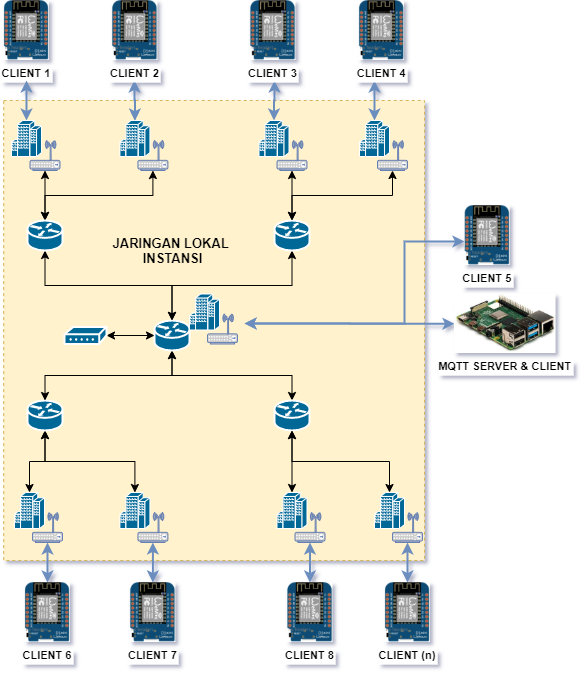 CLIENT 1
CLIENT 2
CLIENT 3
CLIENT 4
JARINGAN LOKAL
INSTANSI
CLIENT 5
MQTT SERVER & CLIENT
CLIENT 6
CLIENT 7
CLIENT 8
CLIENT (n)